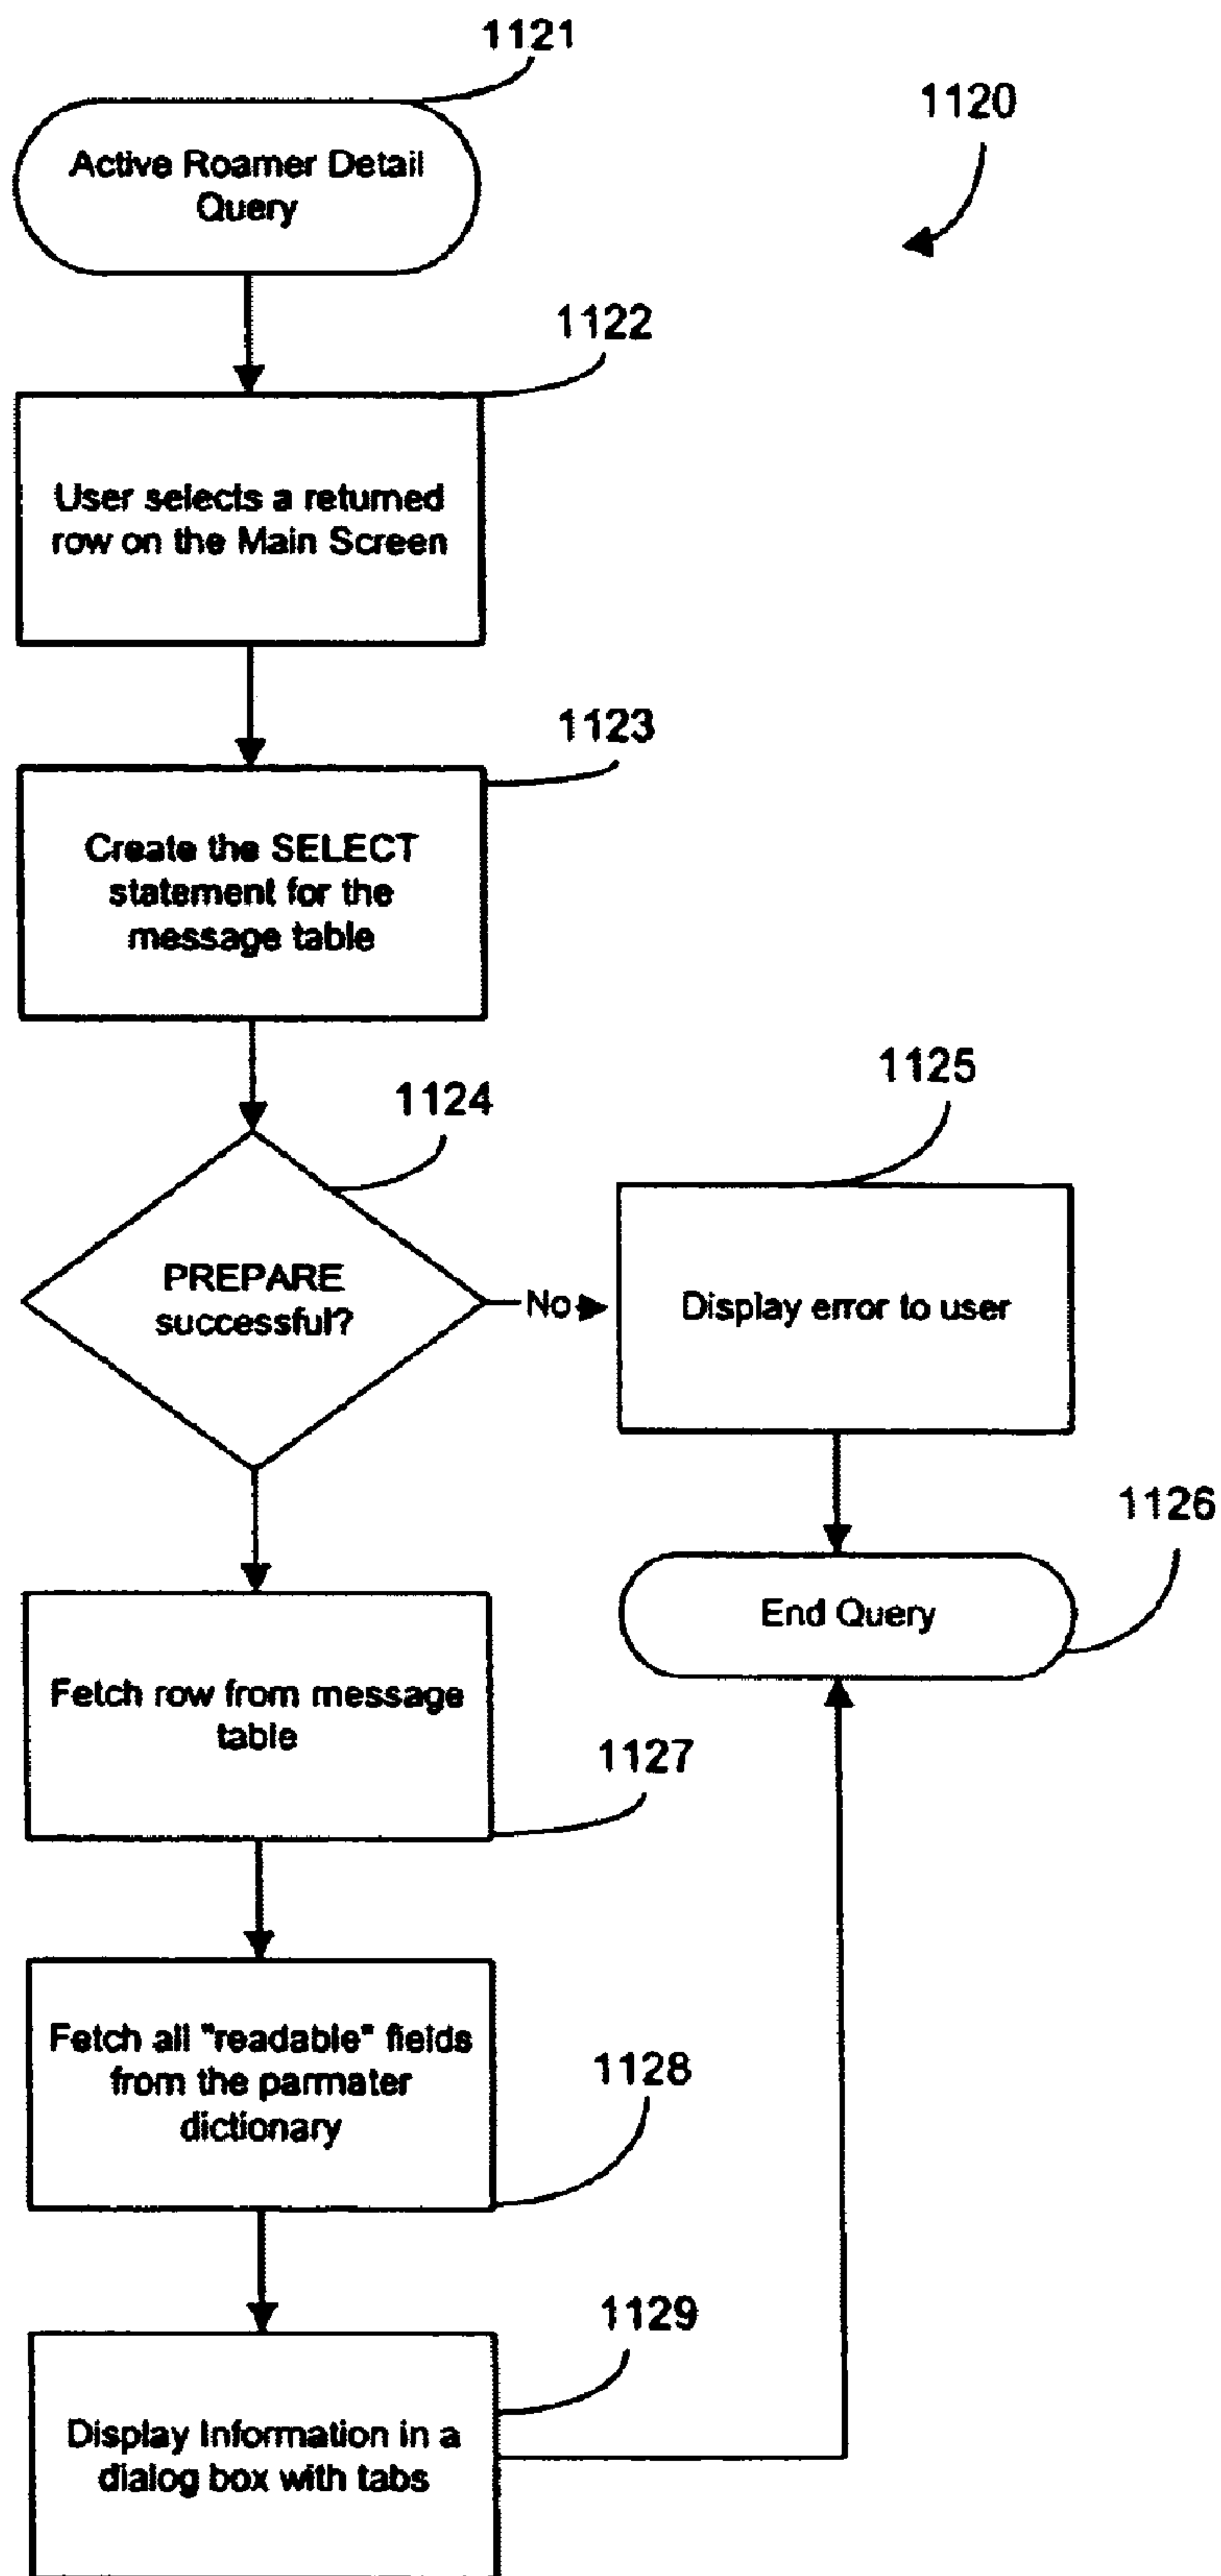 1121
1120
Active Roamer Detail
Query
1122
User selects a returned
row on the Main Screen
1123
Create the SELECT
statement for the
message table
1124
1125
PREPARE
successful?
No
Display error to user
1126
End Query
Fetch row from message
table
1127
Fetch all "readable" fields
from the parmater
dictionary
1128
1129
Display Information in a
dialog box with tabs